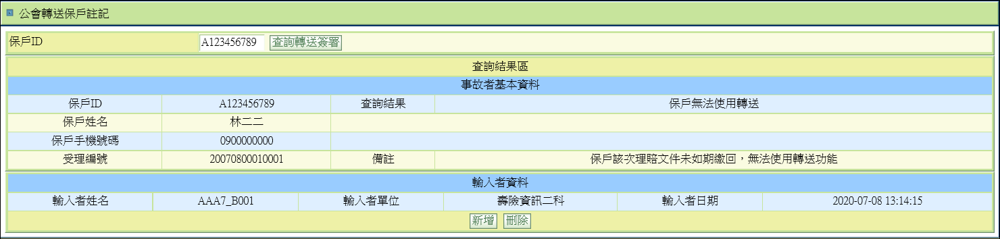 公會轉送保戶註記
保戶ID A123456789 查詢轉送簽署
查詢結果區
事故者基本資料
保戶ID A123456789 查詢結果 保戶無法使用轉送
保戶姓名 林二二
保戶手機號碼 0900000000
受理編號 20070800010001 備註 保戶該次理賠文件未如期繳回，無法使用轉送功能
輸入者資料
輸入者姓名 AAA7_B001 輸入者單位 壽險資訊二科 輸入者日期 2020-07-08 13:14:15
新增 刪除